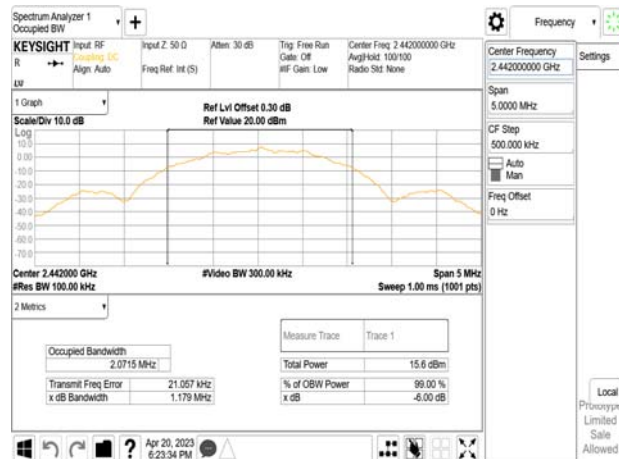 Spectrum Analyzer 1
Occupied BW
Frequency
KEYSIGHT
R
Input: RF
Coupling: DC
Align: Auto
Input Z: 50 Ω
Freq Ref: Int (S)
Atten: 30 dB
Trig: Free Run
Gate: Off
#IF Gain: Low
Center Freq: 2.442000000 GHz
Avg|Hold: 100/100
Radio Std: None
1 Graph
Scale/Div 10.0 dB
Ref Lvl Offset 0.30 dB
Ref Value 20.00 dBm
Log
10.0
0.00
-10.0
-20.0
-30.0
-40.0
-50.0
-60.0
-70.0
Center 2.442000 GHz
#Res BW 100.00 kHz
#Video BW 300.00 kHz
Span 5 MHz
Sweep 1.00 ms (1001 pts)
2 Metrics
Measure Trace
Trace 1
Occupied Bandwidth
2.0715 MHz
Total Power
15.6 dBm
Transmit Freq Error
21.057 kHz
% of OBW Power
99.00 %
x dB Bandwidth
1.179 MHz
x dB
-6.00 dB
Apr 20, 2023
6:23:34 PM
Center Frequency
2.442000000 GHz
Settings
Span
5.0000 MHz
CF Step
500.000 kHz
Auto
Man
Freq Offset
0 Hz
Local
Prototype
Limited
Sale
Allowed